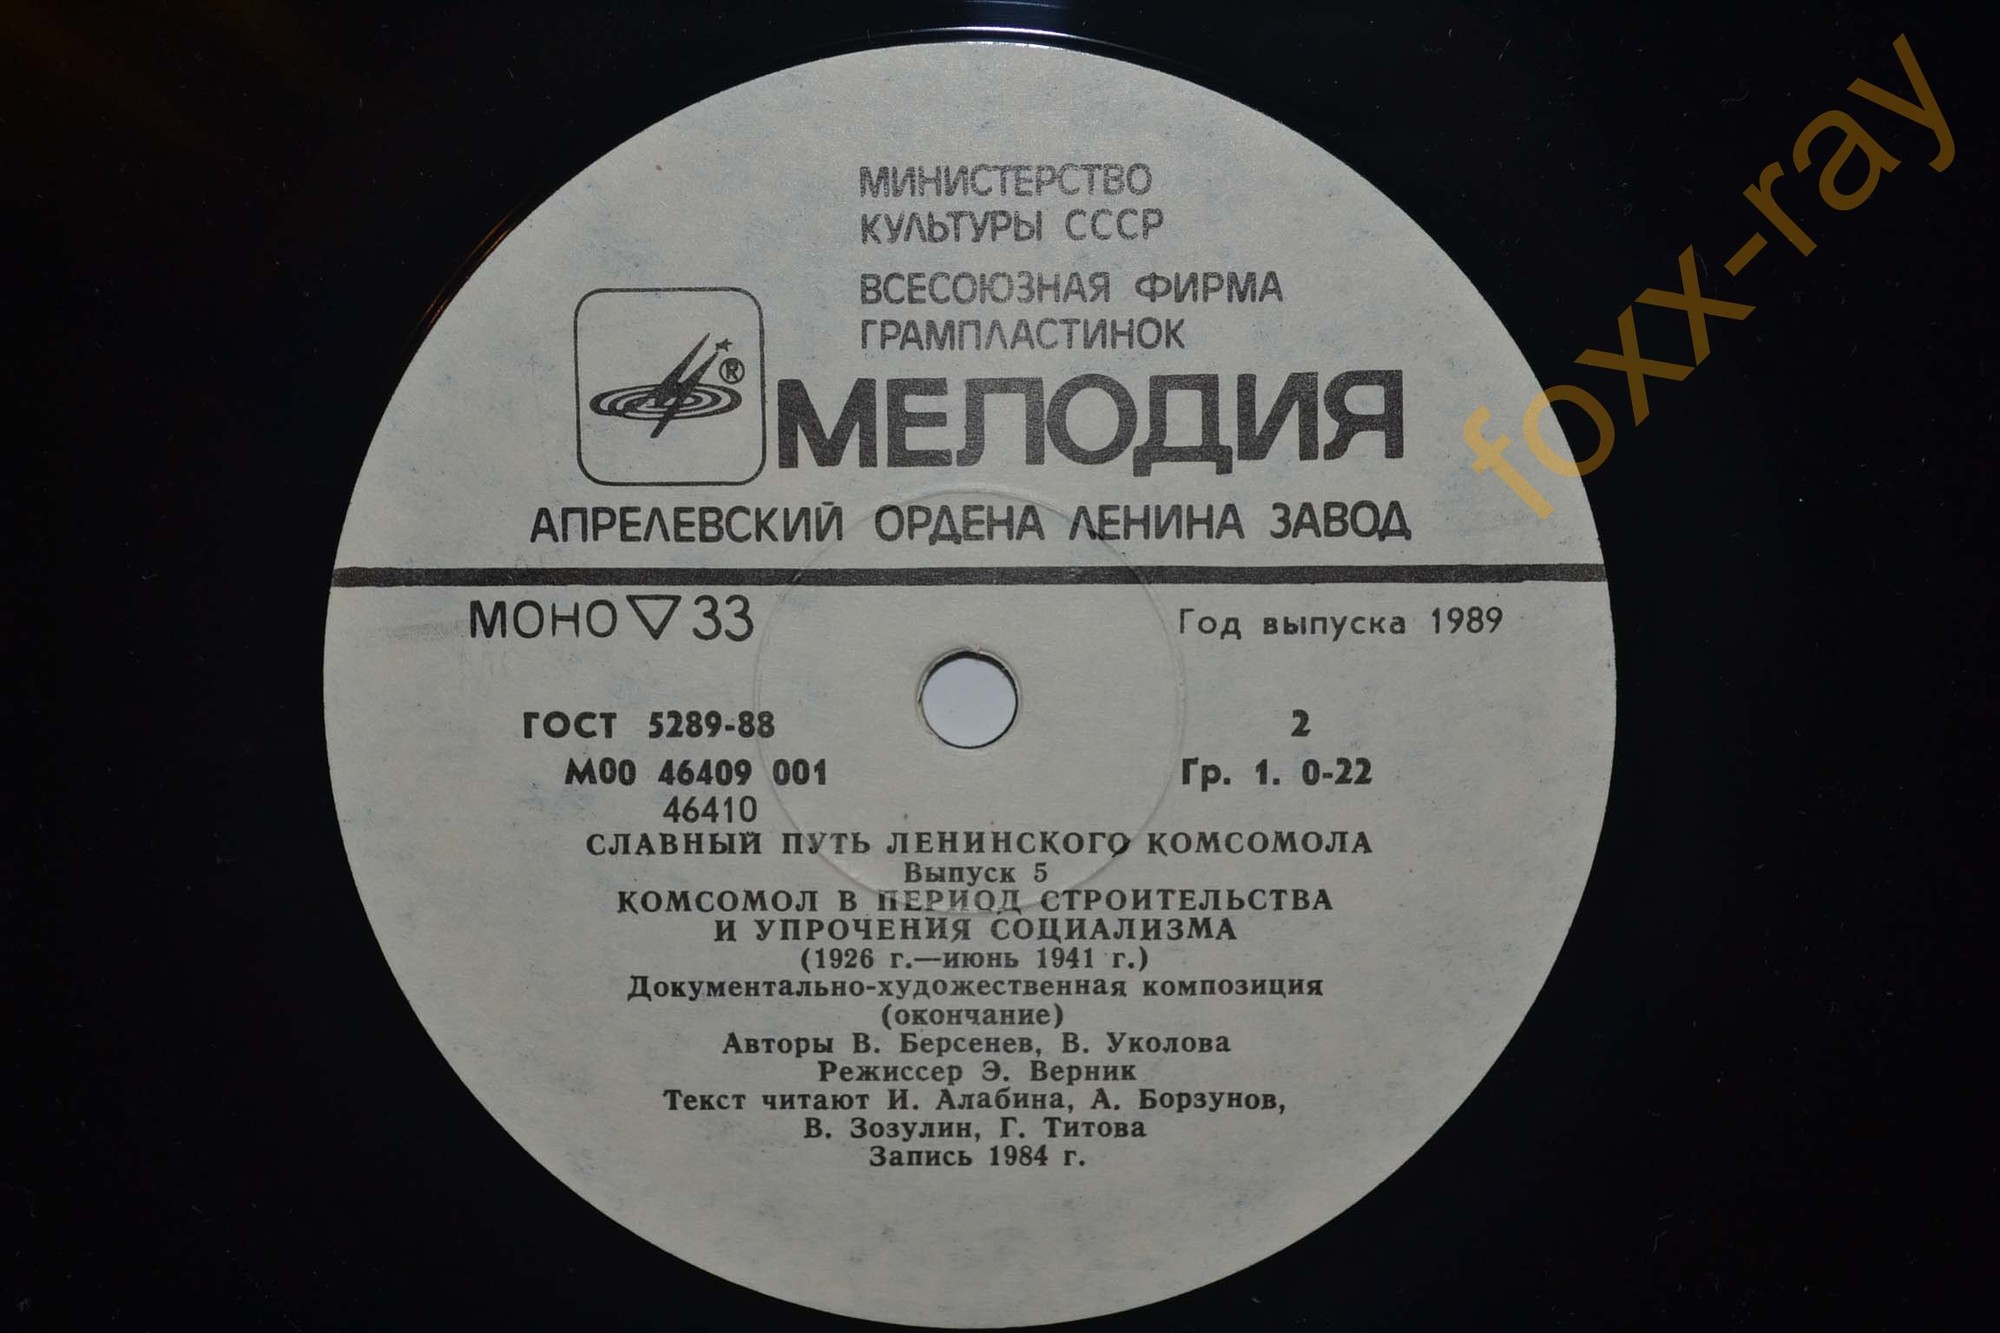 МИНИСТЕРСТВО
КУЛЬТУРЫ СССР
ВСЕСОЮЗНАЯ ФИРМА
ГРАМПЛАСТИНОК
®
МЕЛОДИЯ
АПРЕЛЕВСКИЙ ОРДЕНА ЛЕНИНА ЗАВОД
МОНО ▽ 33
Год выпуска 1989
ГОСТ 5289-88
2
М00 46409 001
Гр. 1. 0-22
46410
СЛАВНЫЙ ПУТЬ ЛЕНИНСКОГО КОМСОМОЛА
Выпуск 5
КОМСОМОЛ В ПЕРИОД СТРОИТЕЛЬСТВА
И УПРОЧЕНИЯ СОЦИАЛИЗМА
(1926 г.—июнь 1941 г.)
Документально-художественная композиция
(окончание)
Авторы В. Берсенев, В. Уколова
Режиссер Э. Верник
Текст читают И. Алабина, А. Борзунов,
В. Зозулин, Г. Титова
Запись 1984 г.
foxx-ray